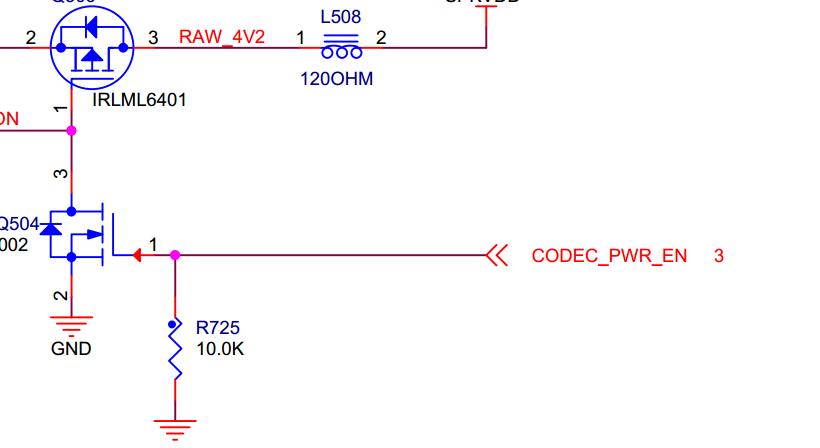 L508
2
3
RAW_4V2
1
2
120OHM
IRLML6401
1
ON
3
Q504
002
1
CODEC_PWR_EN 3
2
R725
10.0K
GND